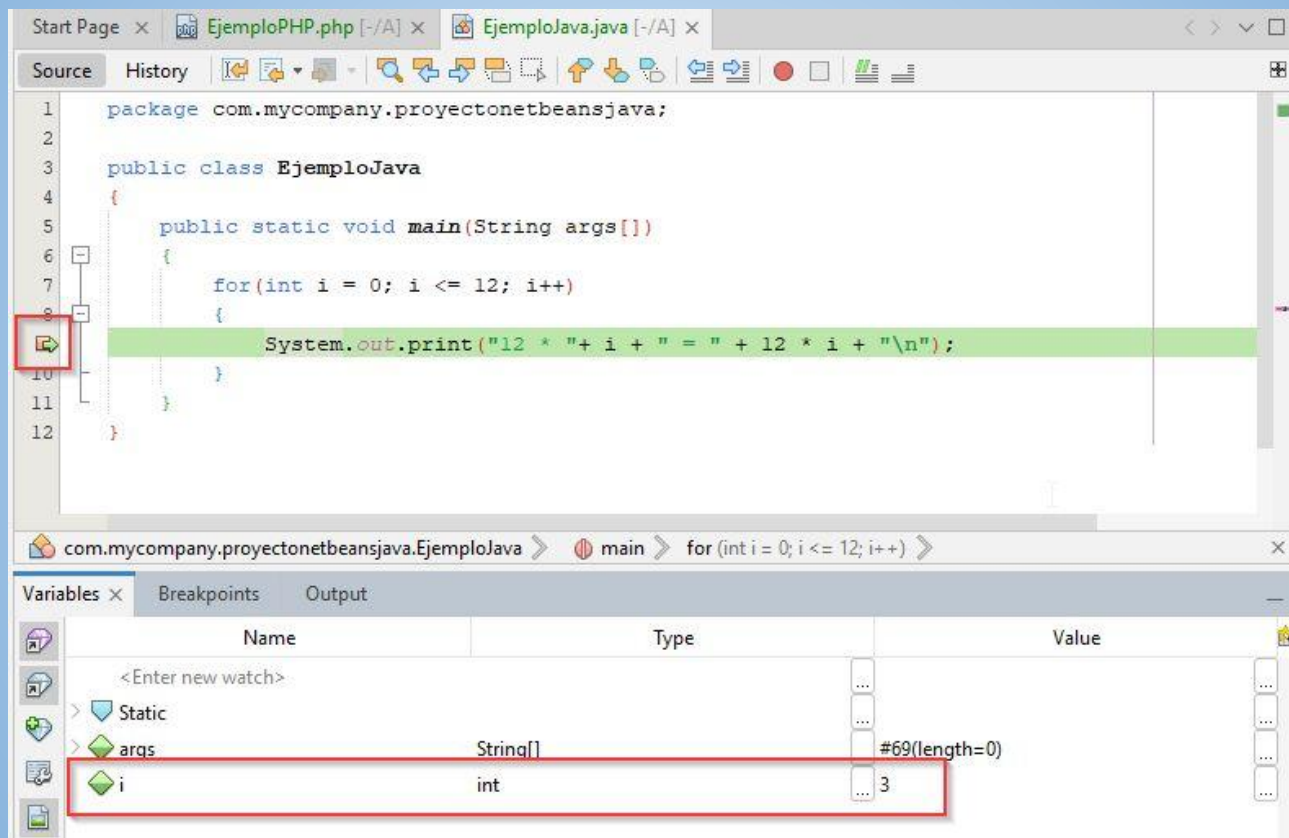 Start Page EjemploPHP.php [-/A] EjemploJava.java [-/A]
Source History
1 package com.mycompany.proyectonetbeansjava;
2
3 public class EjemploJava
4 {
5 public static void main(String args[])
6 {
7 for(int i = 0; i <= 12; i++)
8 {
System.out.print("12 * "+ i + " = " + 12 * i + "\n");
10 }
11 }
12 }
com.mycompany.proyectonetbeansjava.EjemploJava main for (int i = 0; i <= 12; i++)
Variables Breakpoints Output
Name Type Value
<Enter new watch> ... ...
Static ... ...
args String[] #69(length=0) ...
i int ... 3 ...